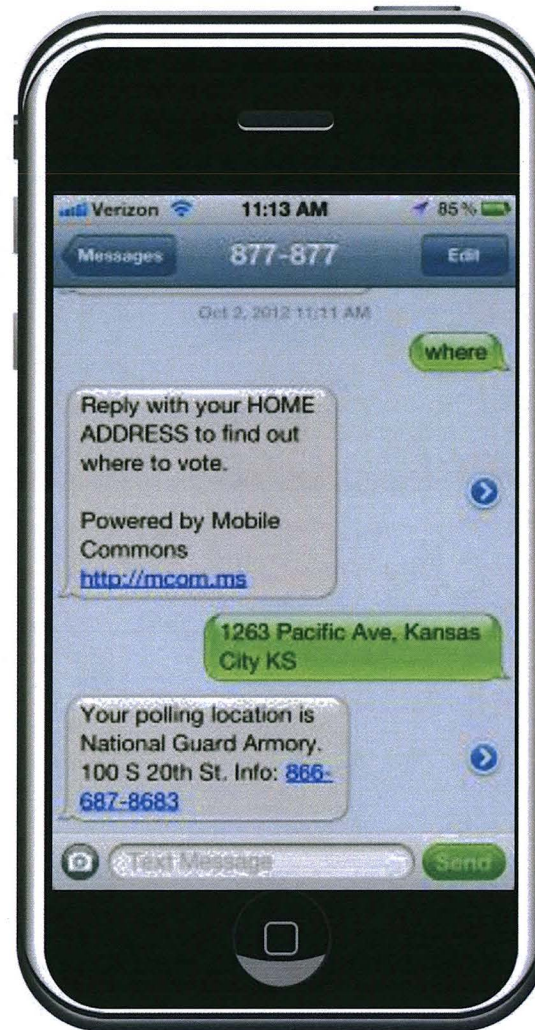 Verizon 11:13 AM 85%
Messages 877-877 Edit
Oct 2, 2012 11:11 AM
where
Reply with your HOME
ADDRESS to find out
where to vote.
Powered by Mobile
Commons
http://mcom.ms
1263 Pacific Ave, Kansas
City KS
Your polling location is
National Guard Armory.
100 S 20th St. Info: 866-
687-8683
Text Message Send